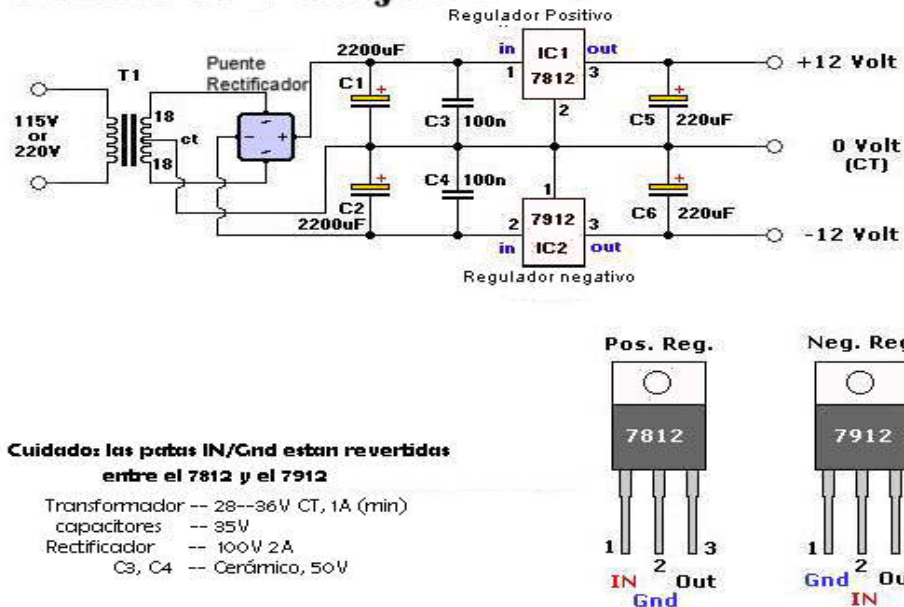 Regulador Positivo
2200uF
in
IC1
out
Puente
Rectificador
T1
C1
+
1
7812
3
+12 Volt
115V
or
220V
18
ct
18
-
+
C3
100n
2
C5
+
220uF
0 Volt
(CT)
C4
100n
+
C2
2200uF
1
2
7912
3
+
C6
220uF
in
IC2
out
-12 Volt
Regulador negativo
Pos. Reg.
Neg. Reg
7812
7912
Cuidado: las patas IN/Gnd estan revertidas
entre el 7812 y el 7912
Transformador -- 28--36V CT, 1A (min)
capacitores -- 35V
Rectificador -- 100V 2A
C3, C4 -- Cerámico, 50V
1
2
3
IN
Gnd
Out
1
2
Gnd
IN
Ou